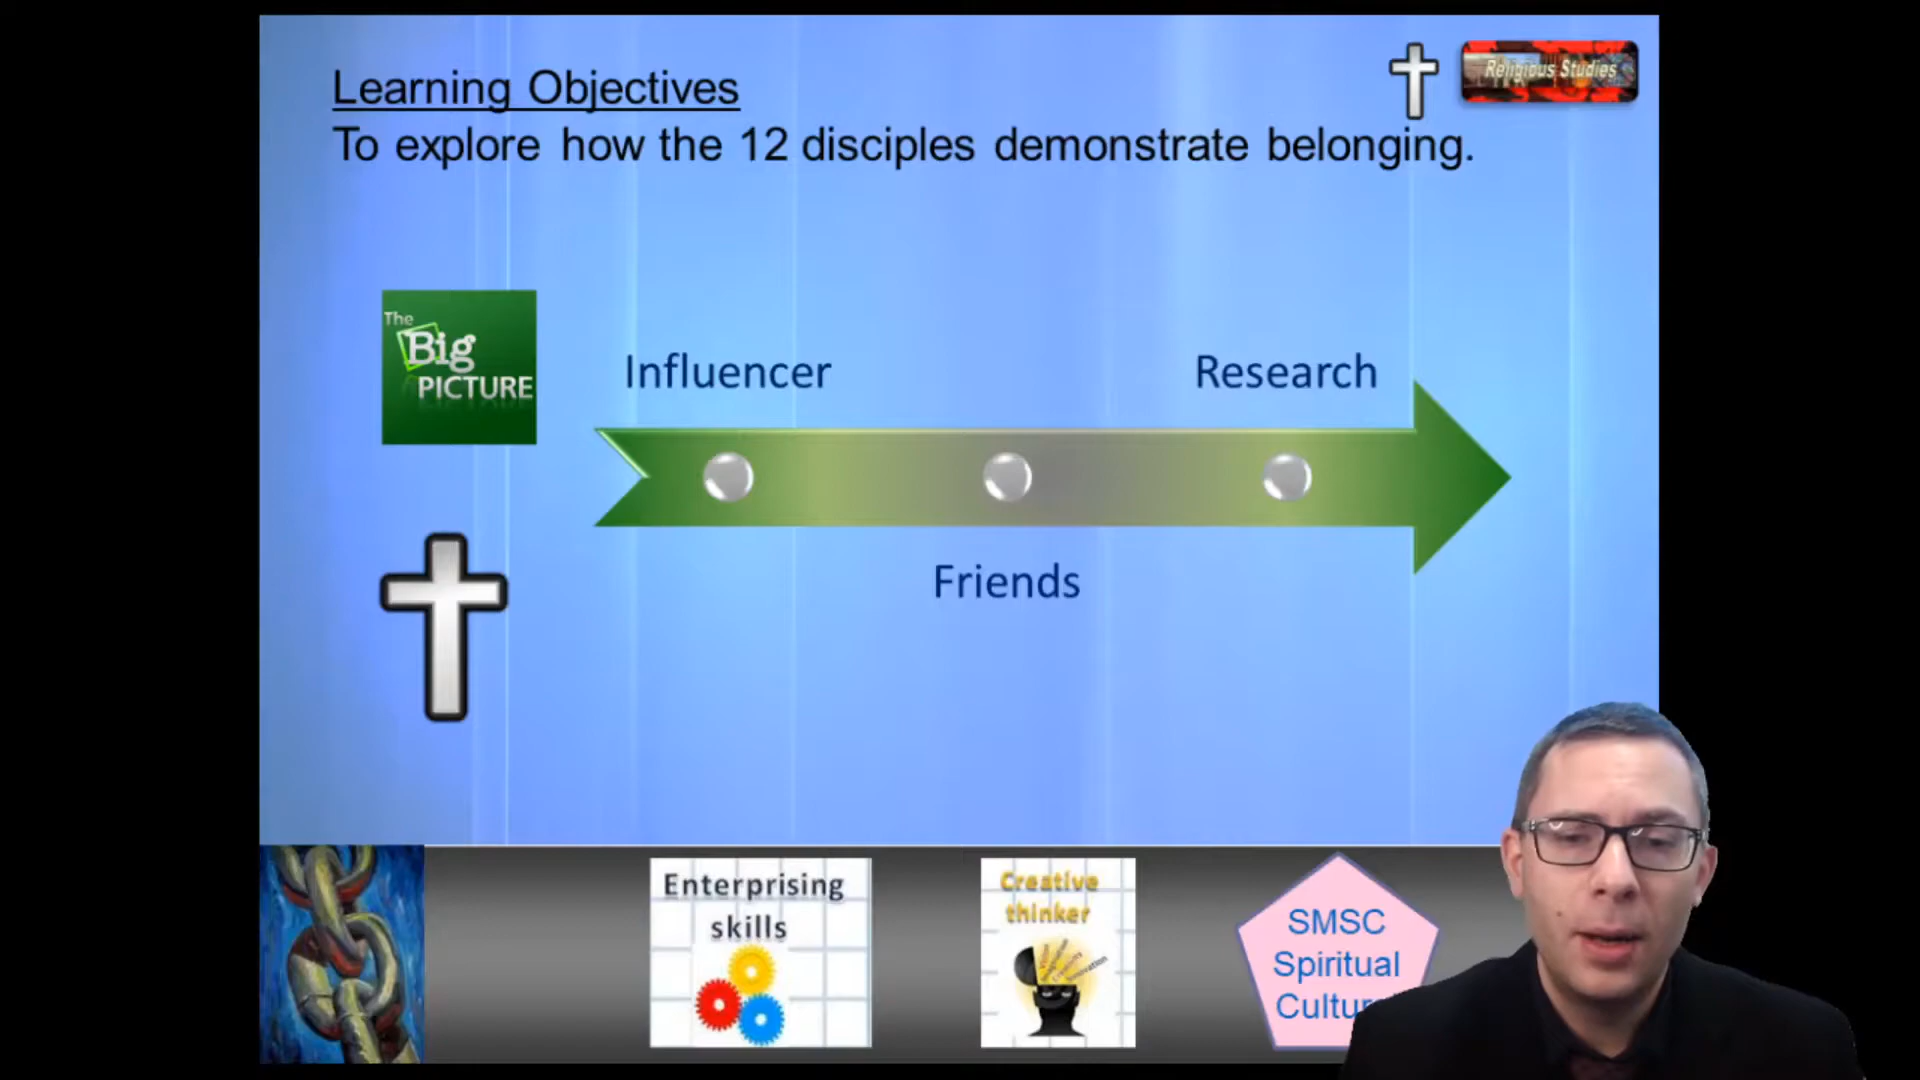 Learning Objectives
To explore how the 12 disciples demonstrate belonging.
Religious Studies
The
Big
PICTURE
Influencer
Research
Friends
Enterprising
skills
Creative
thinker
SMSC
Spiritual